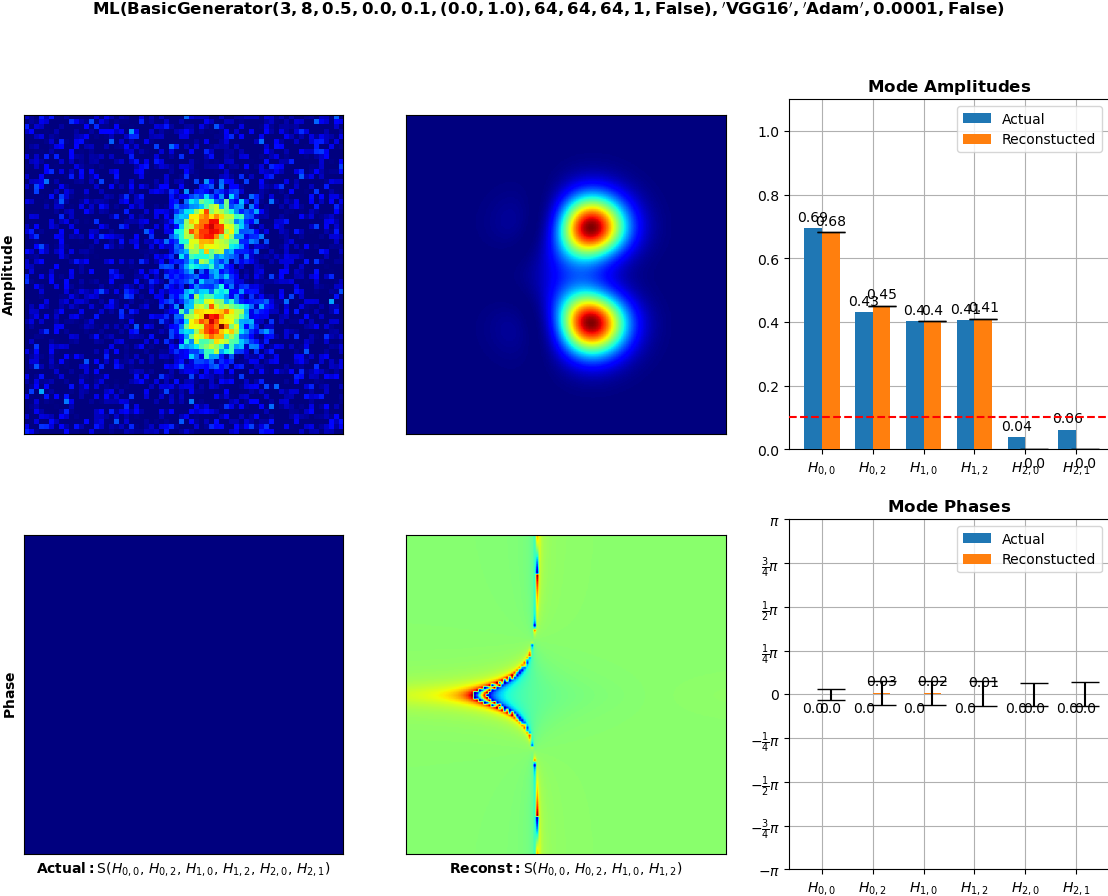 ML(BasicGenerator(3, 8, 0.5, 0.0, 0.1, (0.0, 1.0), 64, 64, 64, 1, False), ′VGG16′, ′Adam′, 0.0001, False)
Amplitude
Mode Amplitudes
Actual
Reconstucted
1.0
0.8
0.6
0.4
0.2
0.0
0.69 0.68 0.43 0.45 0.4 0.4 0.41 0.41 0.04 0.0 0.06 0.0
H0,0 H0,2 H1,0 H1,2 H2,0 H2,1
Phase
Actual: S(H0,0, H0,2, H1,0, H1,2, H2,0, H2,1)
Reconst: S(H0,0, H0,2, H1,0, H1,2)
Mode Phases
Actual
Reconstucted
π
3/4 π
1/2 π
1/4 π
0
−1/4 π
−1/2 π
−3/4 π
−π
0.0 0.0 0.0 0.03 0.0 0.02 0.0 0.01 0.0 0.0 0.0 0.0
H0,0 H0,2 H1,0 H1,2 H2,0 H2,1